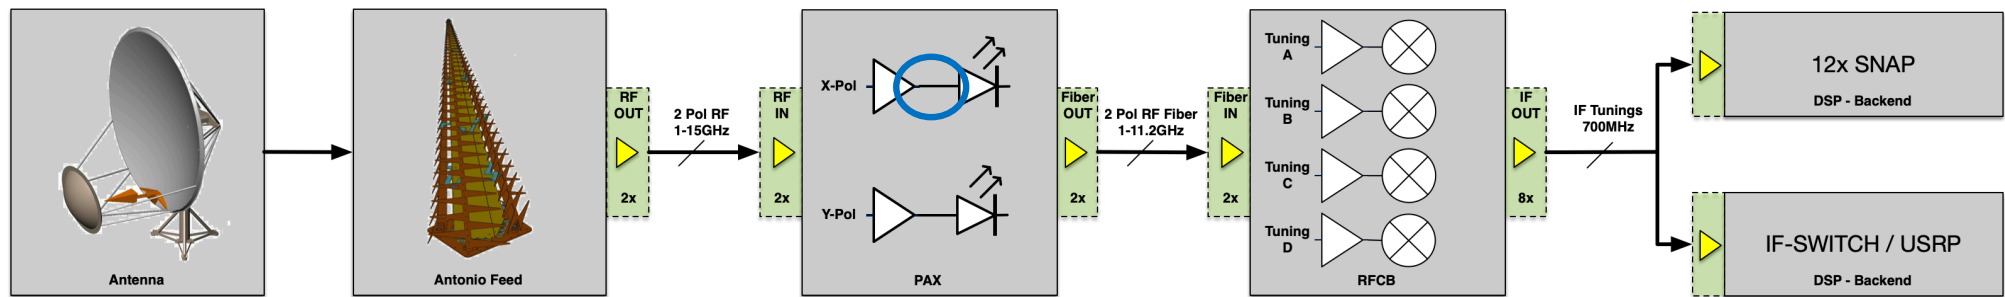 Antenna
Antonio Feed
RF
OUT
2x
2 Pol RF
1-15GHz
RF
IN
2x
X-Pol
Y-Pol
PAX
Fiber
OUT
2x
2 Pol RF Fiber
1-11.2GHz
Fiber
IN
2x
Tuning
A
Tuning
B
Tuning
C
Tuning
D
RFCB
IF
OUT
8x
IF Tunings
700MHz
12x SNAP
DSP - Backend
IF-SWITCH / USRP
DSP - Backend